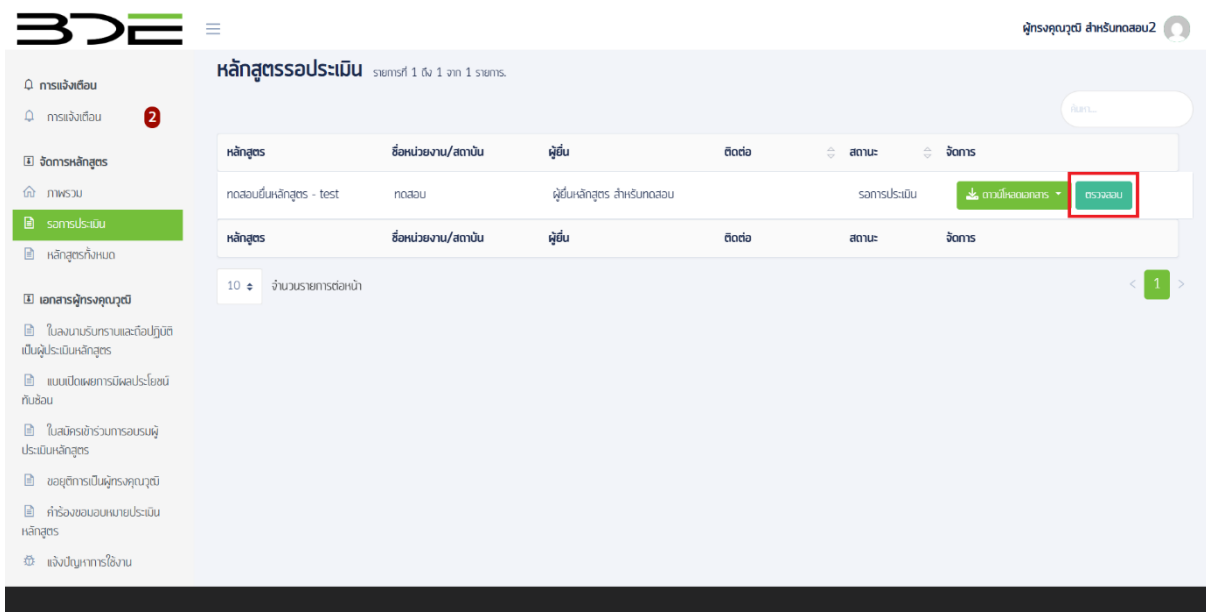 BDE
ผู้ทรงคุณวุฒิ สำหรับทดสอบ2
การแจ้งเตือน
การแจ้งเตือน 2
จัดการหลักสูตร
ภาพรวม
รอการประเมิน
หลักสูตรทั้งหมด
เอกสารผู้ทรงคุณวุฒิ
ใบลงนามรับทราบและถือปฏิบัติ
เป็นผู้ประเมินหลักสูตร
แบบเปิดเผยการมีผลประโยชน์
ทับซ้อน
ใบสมัครเข้าร่วมการอบรมผู้
ประเมินหลักสูตร
ขอยุติการเป็นผู้ทรงคุณวุฒิ
คำร้องขอมอบหมายประเมิน
หลักสูตร
แจ้งปัญหาการใช้งาน
หลักสูตรรอประเมิน รายการที่ 1 ถึง 1 จาก 1 รายการ.
ค้นหา...
หลักสูตร ชื่อหน่วยงาน/สถาบัน ผู้ยื่น ติดต่อ สถานะ จัดการ
ทดสอบยื่นหลักสูตร - test ทดสอบ ผู้ยื่นหลักสูตร สำหรับทดสอบ รอการประเมิน ดาวน์โหลดเอกสาร ตรวจสอบ
หลักสูตร ชื่อหน่วยงาน/สถาบัน ผู้ยื่น ติดต่อ สถานะ จัดการ
10 จำนวนรายการต่อหน้า < 1 >